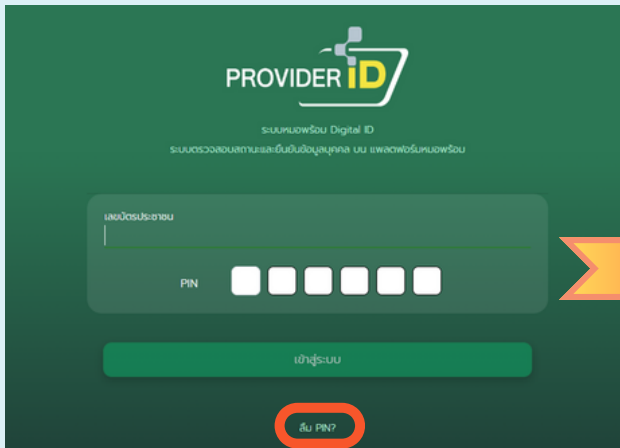 PROVIDER iD
ระบบหมอพร้อม Digital ID
ระบบตรวจสอบสถานะและยืนยันข้อมูลบุคคล บน แพลตฟอร์มหมอพร้อม
เลขบัตรประชาชน
PIN
เข้าสู่ระบบ
ลืม PIN?